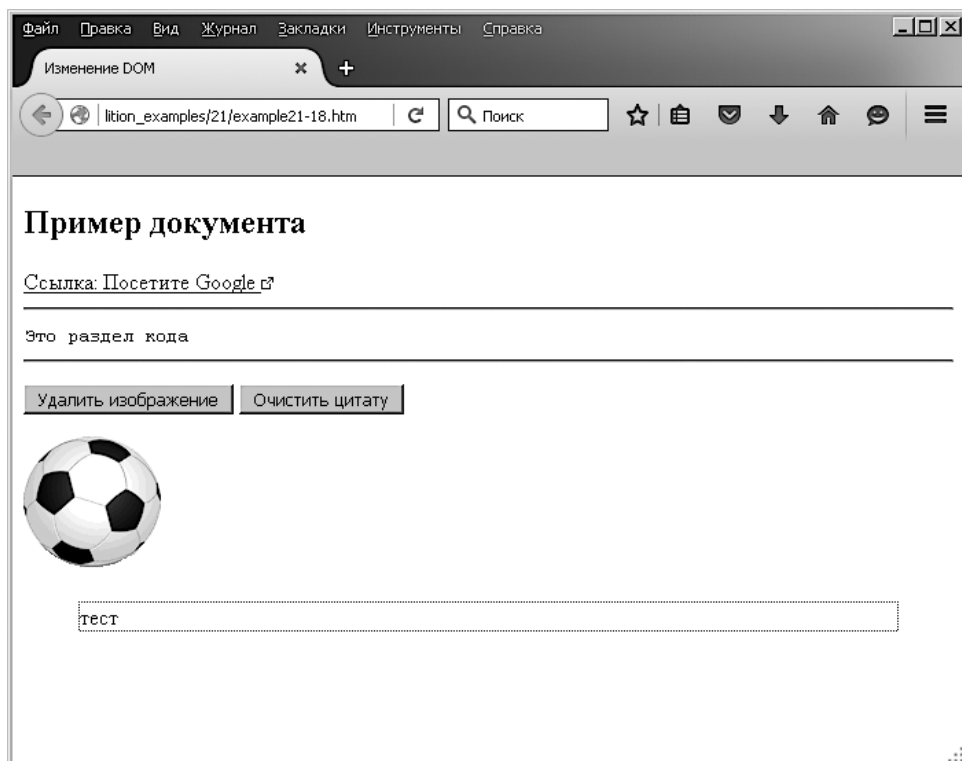 Файл Правка Вид Журнал Закладки Инструменты Справка
Изменение DOM
lition_examples/21/example21-18.htm Поиск
Пример документа
Ссылка: Посетите Google
Это раздел кода
Удалить изображение Очистить цитату
тест